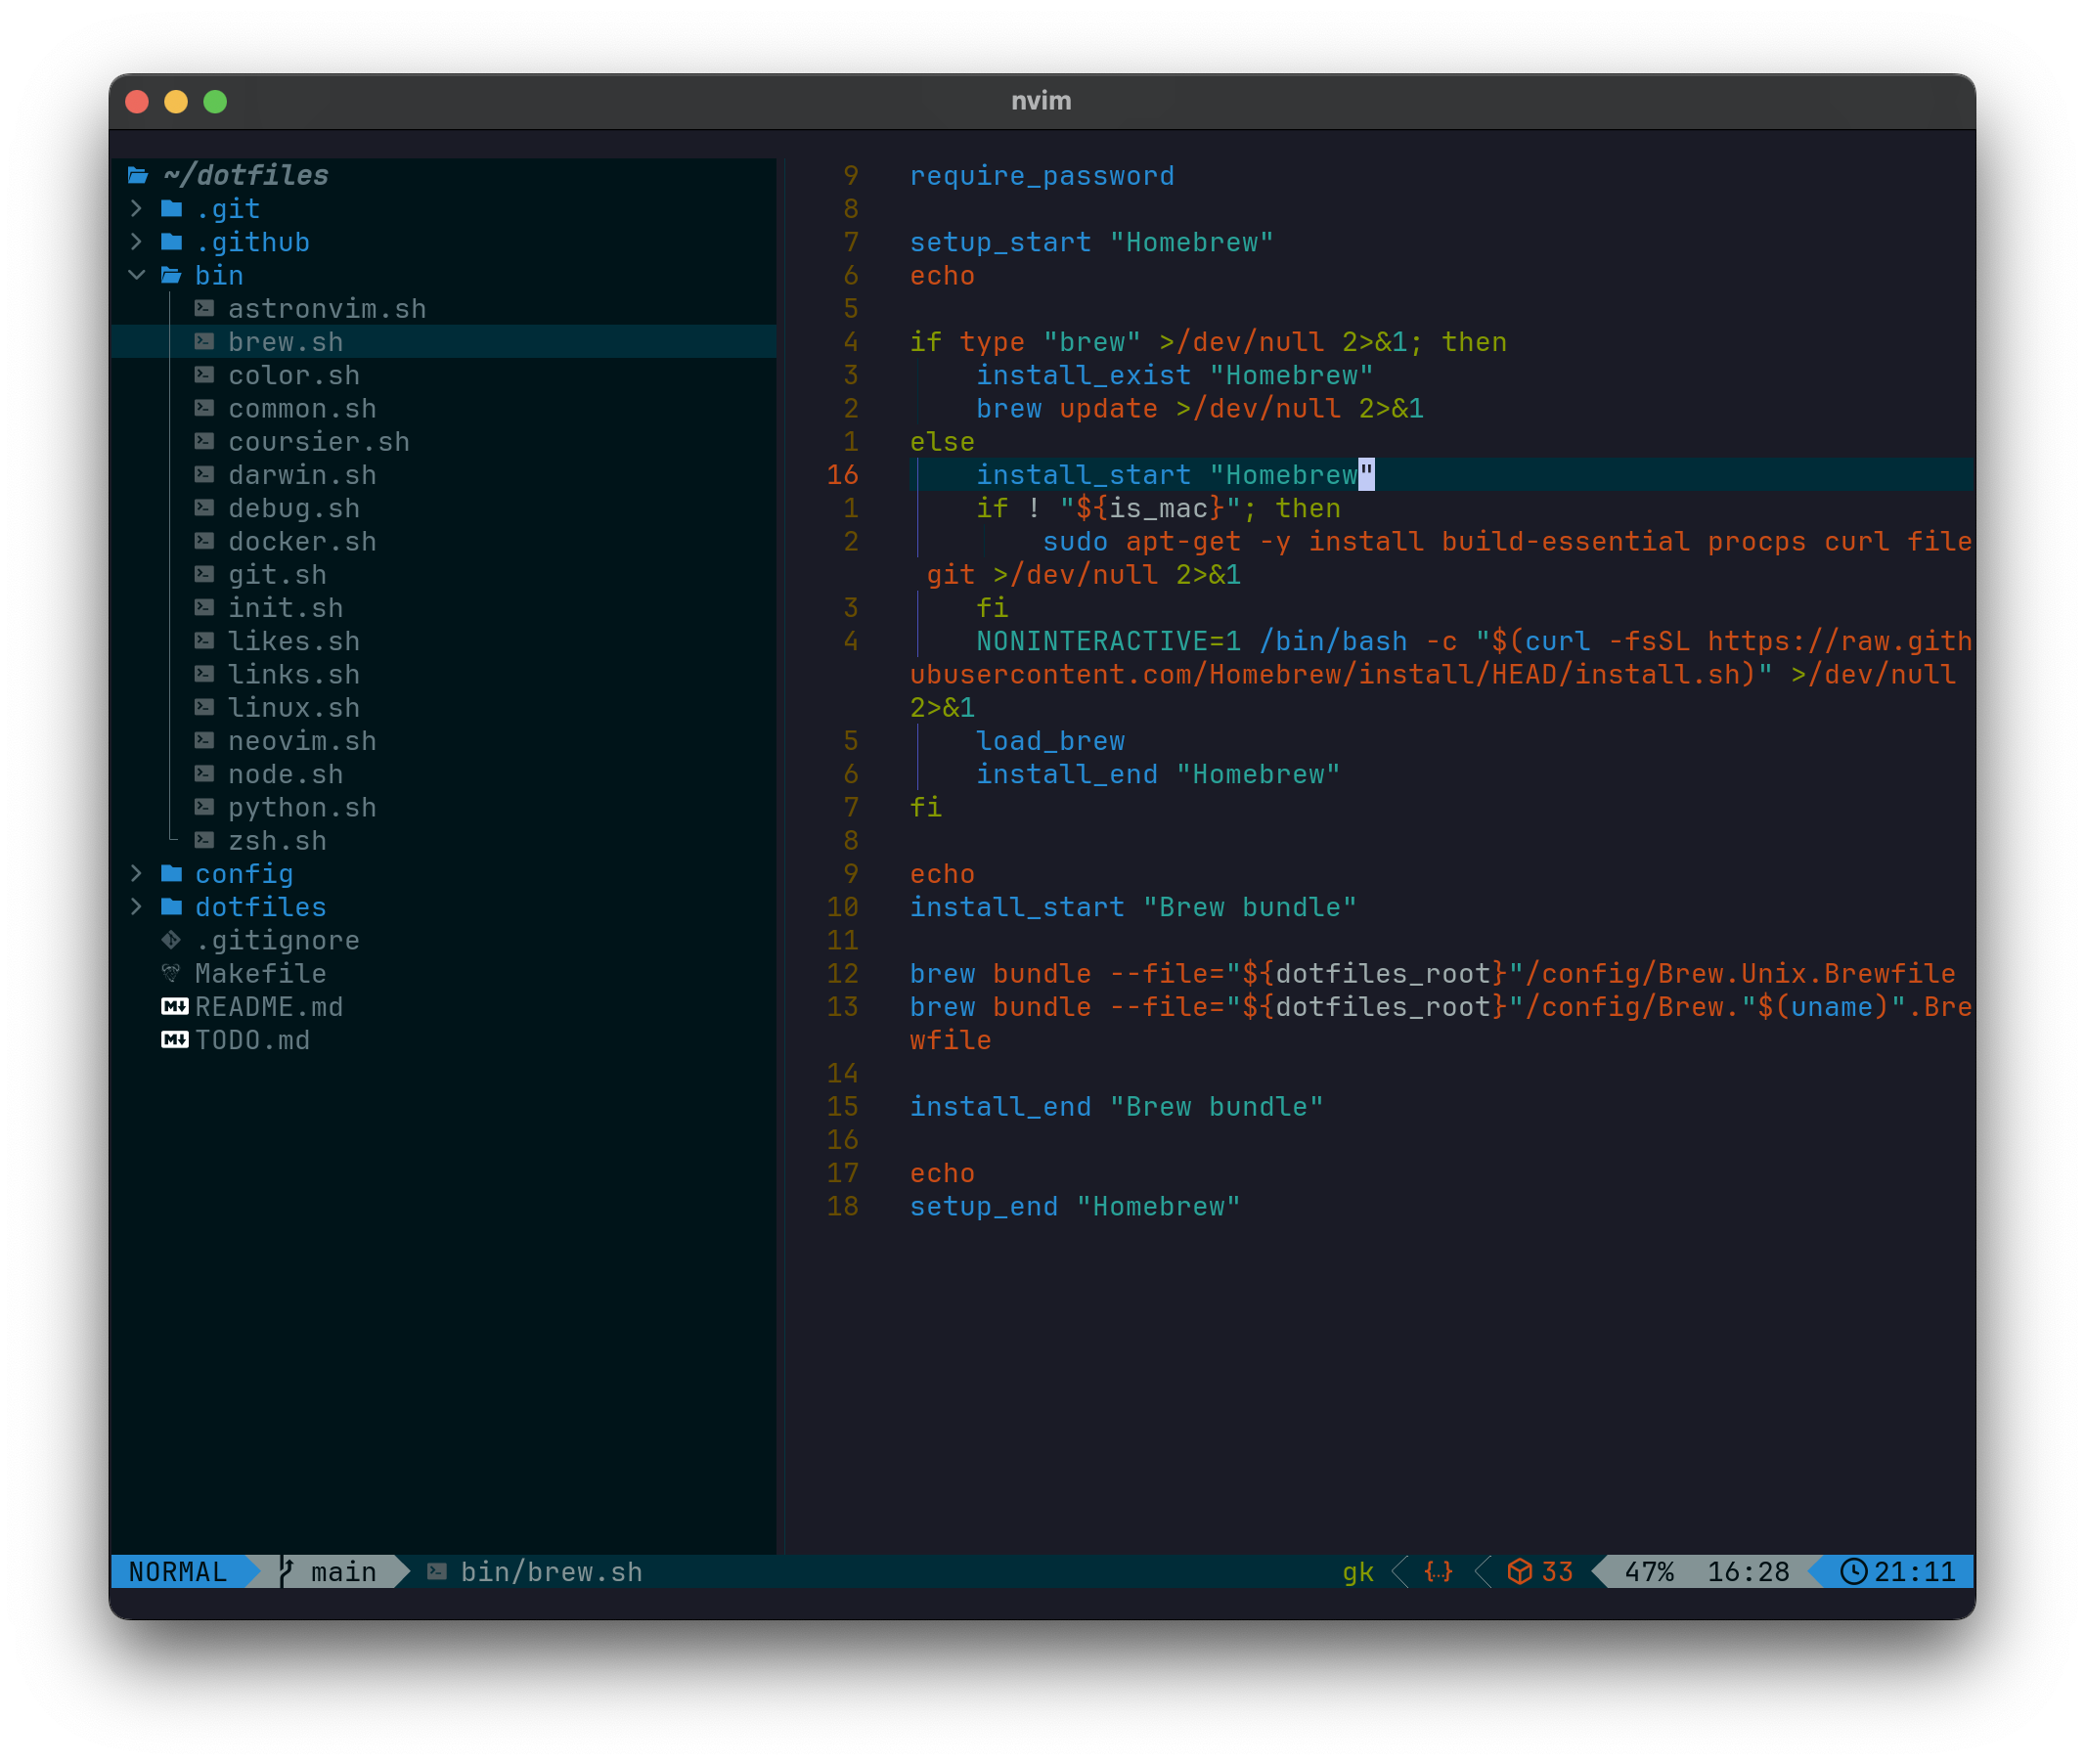 nvim
~/dotfiles
.git
.github
bin
astronvim.sh
brew.sh
color.sh
common.sh
coursier.sh
darwin.sh
debug.sh
docker.sh
git.sh
init.sh
likes.sh
links.sh
linux.sh
neovim.sh
node.sh
python.sh
zsh.sh
config
dotfiles
.gitignore
Makefile
README.md
TODO.md
9 require_password
8
7 setup_start "Homebrew"
6 echo
5
4 if type "brew" >/dev/null 2>&1; then
3 install_exist "Homebrew"
2 brew update >/dev/null 2>&1
1 else
16 install_start "Homebrew"
1 if ! "${is_mac}"; then
2 sudo apt-get -y install build-essential procps curl file
git >/dev/null 2>&1
3 fi
4 NONINTERACTIVE=1 /bin/bash -c "$(curl -fsSL https://raw.gith
ubusercontent.com/Homebrew/install/HEAD/install.sh)" >/dev/null
2>&1
5 load_brew
6 install_end "Homebrew"
7 fi
8
9 echo
10 install_start "Brew bundle"
11
12 brew bundle --file="${dotfiles_root}"/config/Brew.Unix.Brewfile
13 brew bundle --file="${dotfiles_root}"/config/Brew."$(uname)".Bre
wfile
14
15 install_end "Brew bundle"
16
17 echo
18 setup_end "Homebrew"
NORMAL main bin/brew.sh gk {…} 33 47% 16:28 21:11